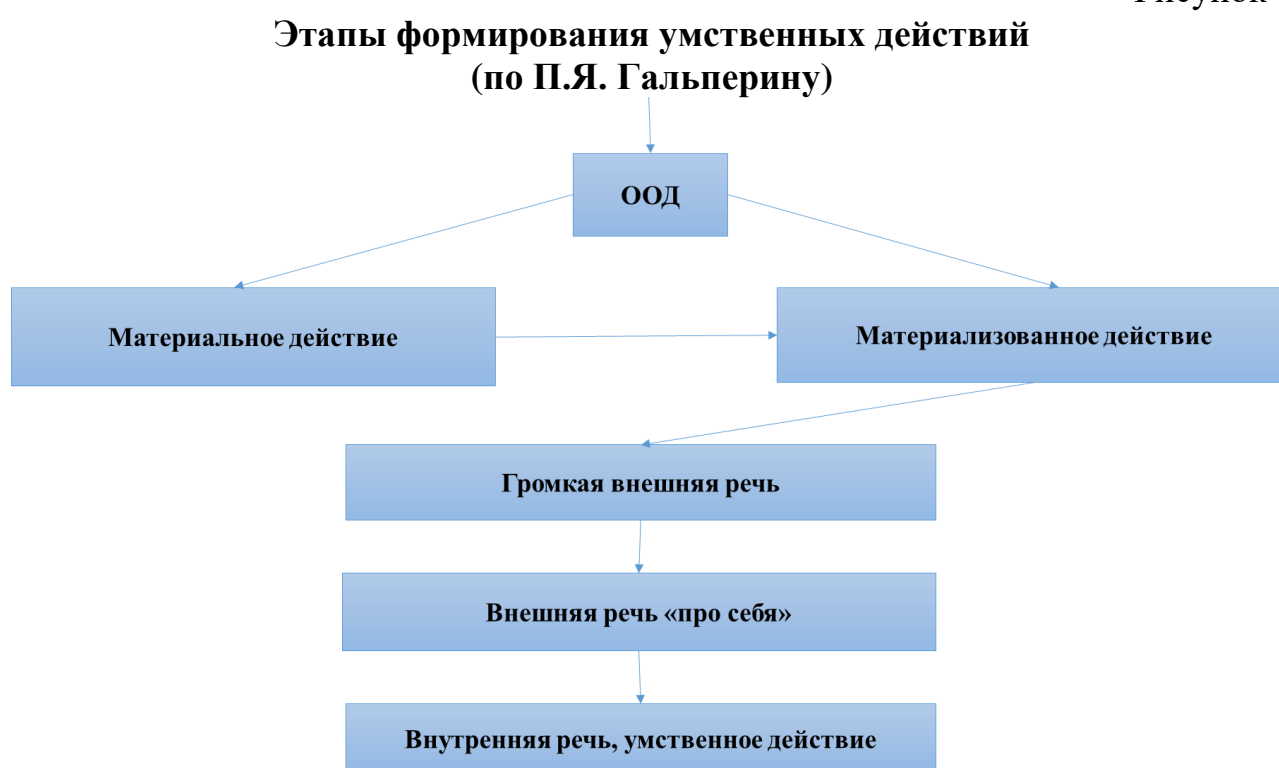 Рисунок
Этапы формирования умственных действий
(по П.Я. Гальперину)
ООД
Материальное действие
Материализованное действие
Громкая внешняя речь
Внешняя речь «про себя»
Внутренняя речь, умственное действие